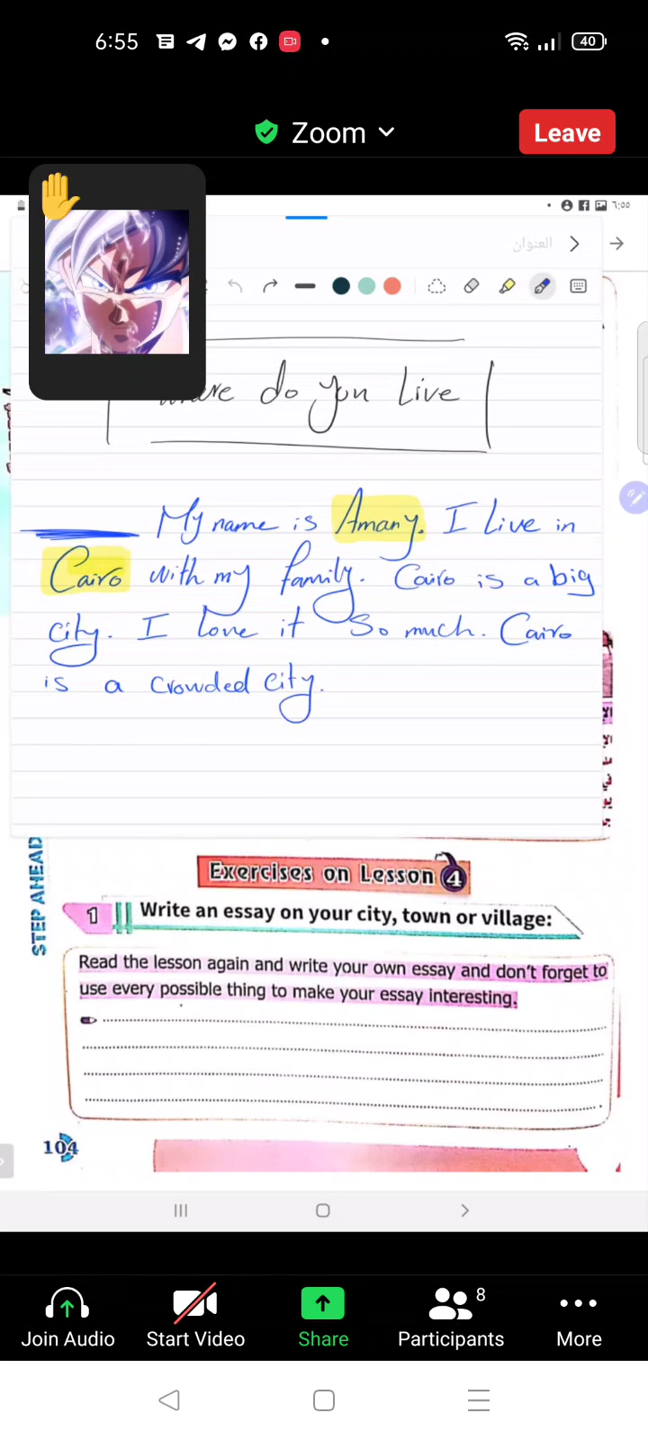 6:55
40
Zoom
Leave
٦:٥٥
العنوان
do you Live
My name is Amany. I Live in
Cairo with my family. Cairo is a big
city. I love it So much. Cairo
is a crowded city.
STEP AHEAD
Exercises on Lesson 4
1 Write an essay on your city, town or village:
Read the lesson again and write your own essay and don't forget to
use every possible thing to make your essay interesting.
104
8
Join Audio
Start Video
Share
Participants
More